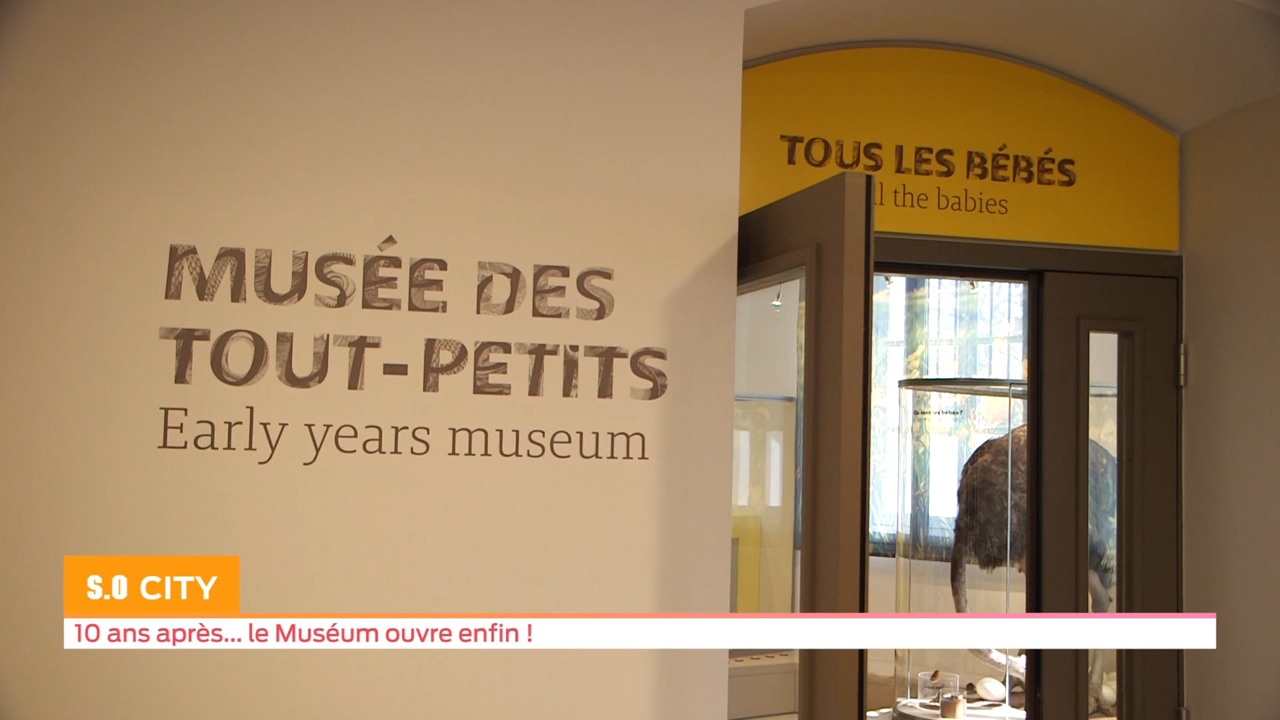 MUSÉE DES
TOUT-PETITS
Early years museum
TOUS LES BÉBÉS
the babies
S.O CITY
10 ans après... le Muséum ouvre enfin !